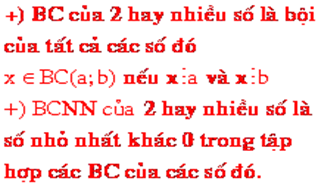 +) BC của 2 hay nhiều số là bội
của tất cả các số đó
x ∈ BC(a; b) nếu x⋮a và x⋮b
+) BCNN của 2 hay nhiều số là
số nhỏ nhất khác 0 trong tập
hợp các BC của các số đó.